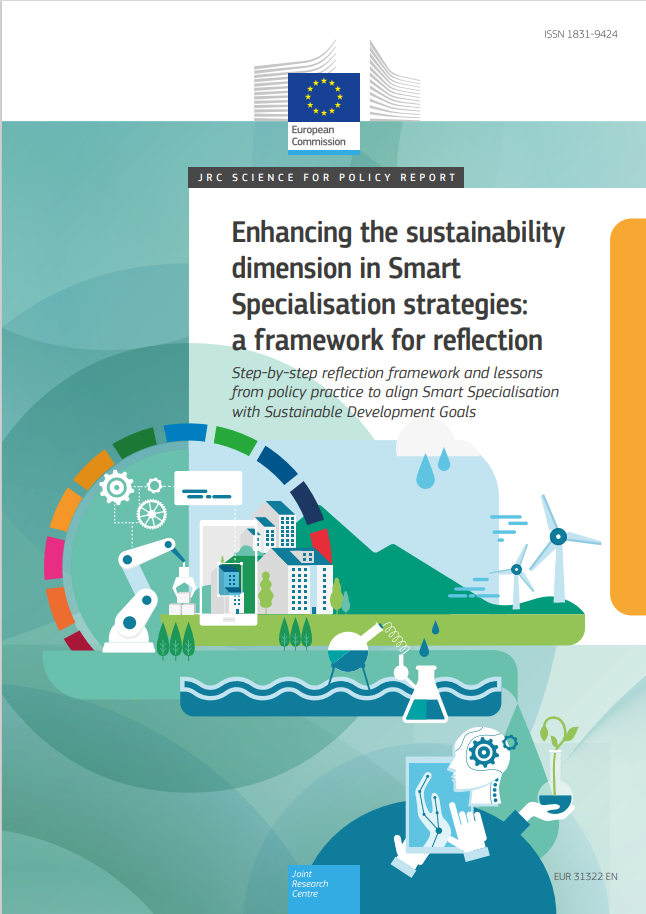 ISSN 1831-9424
European
Commission
JRC SCIENCE FOR POLICY REPORT
Enhancing the sustainability
dimension in Smart
Specialisation strategies:
a framework for reflection
Step-by-step reflection framework and lessons
from policy practice to align Smart Specialisation
with Sustainable Development Goals
Joint
Research
Centre
EUR 31322 EN